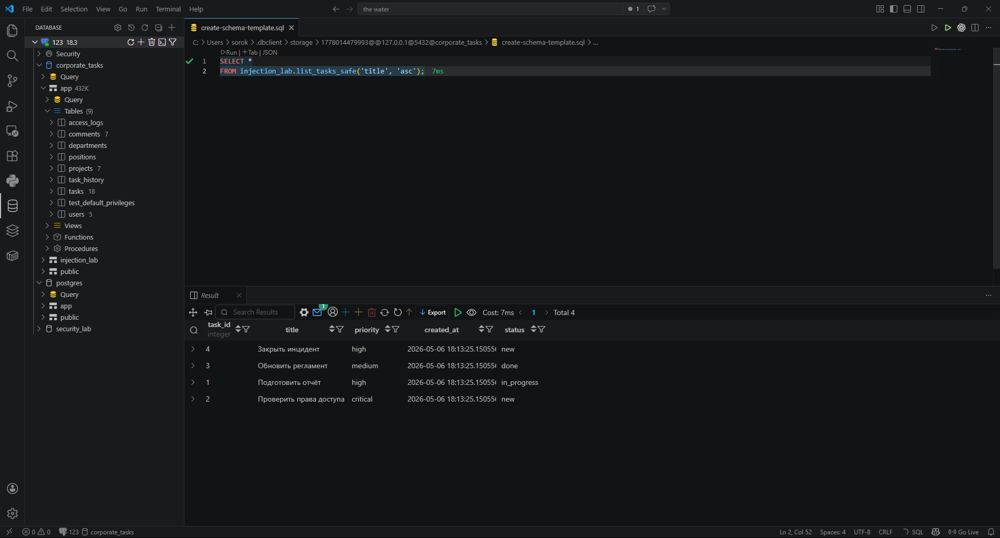 File Edit Selection View Go Run Terminal Help
the water
1
DATABASE
123 18.3
Security
corporate_tasks
Query
app 432K
Query
Tables (9)
access_logs
comments 7
departments
positions
projects 7
task_history
tasks 18
test_default_privileges
users 5
Views
Functions
Procedures
injection_lab
public
postgres
Query
app
public
security_lab
create-schema-template.sql
C: > Users > sorok > .dbclient > storage > 1778014479993@@127.0.0.1@5432@corporate_tasks > create-schema-template.sql > ...
Run | Tab | JSON
1 SELECT *
2 FROM injection_lab.list_tasks_safe('title', 'asc'); 7ms
Result
Search Results 1 Export Cost: 7ms 1 Total 4
task_id integer title priority created_at status
4 Закрыть инцидент high 2026-05-06 18:13:25.15055 new
3 Обновить регламент medium 2026-05-06 18:13:25.15055 done
1 Подготовить отчёт high 2026-05-06 18:13:25.15055 in_progress
2 Проверить права доступа critical 2026-05-06 18:13:25.15055 new
0 0 123 corporate_tasks
Ln 2, Col 52 Spaces: 4 UTF-8 CRLF SQL Go Live